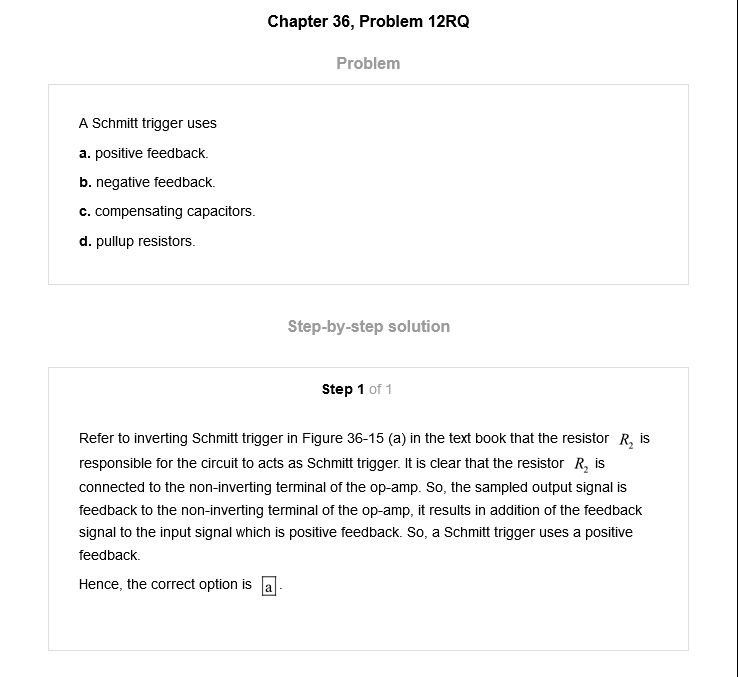 Chapter 36, Problem 12RQ
Problem
A Schmitt trigger uses
a. positive feedback.
b. negative feedback.
c. compensating capacitors.
d. pullup resistors.
Step-by-step solution
Step 1 of 1
Refer to inverting Schmitt trigger in Figure 36-15 (a) in the text book that the resistor R₂ is
responsible for the circuit to acts as Schmitt trigger. It is clear that the resistor R₂ is
connected to the non-inverting terminal of the op-amp. So, the sampled output signal is
feedback to the non-inverting terminal of the op-amp, it results in addition of the feedback
signal to the input signal which is positive feedback. So, a Schmitt trigger uses a positive
feedback.
Hence, the correct option is a.